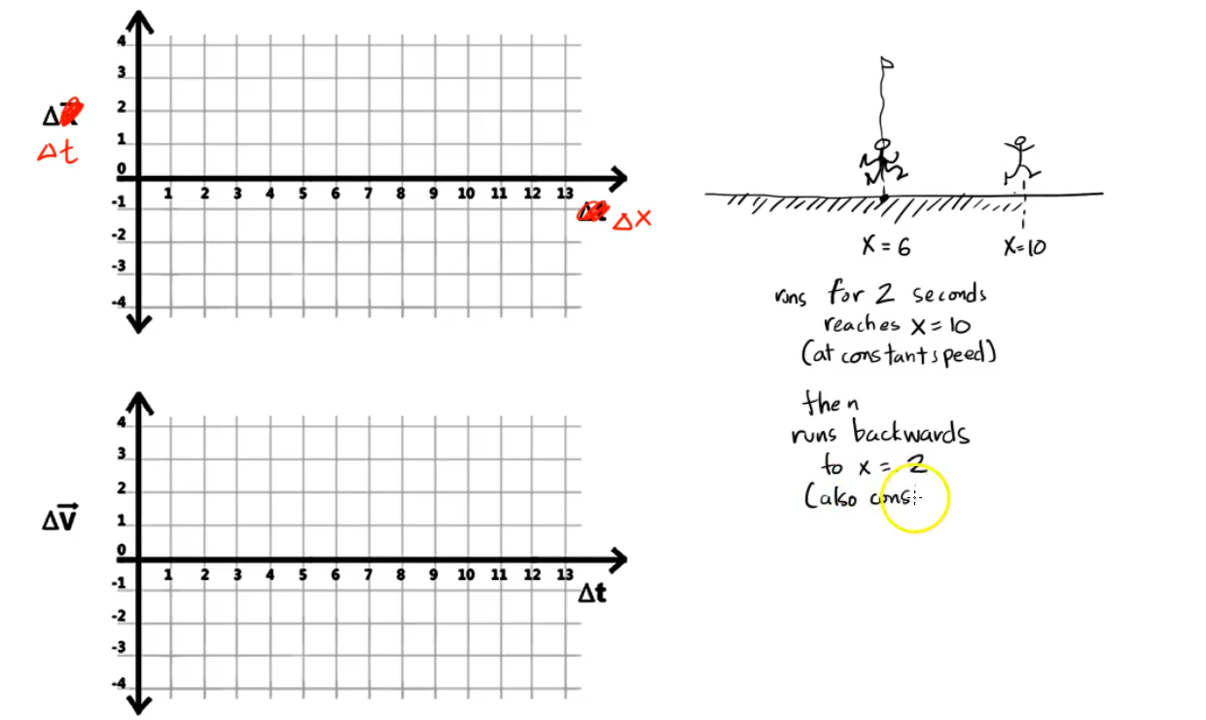 4
3
2
1
0
-1
-2
-3
-4
Δ
Δt
1 2 3 4 5 6 7 8 9 10 11 12 13
Δx
4
3
2
1
0
-1
-2
-3
-4
ΔV
1 2 3 4 5 6 7 8 9 10 11 12 13
Δt
X = 6
X=10
runs for 2 seconds
reaches X = 10
(at constant speed)
then
runs backwards
to x = 2
(also cons